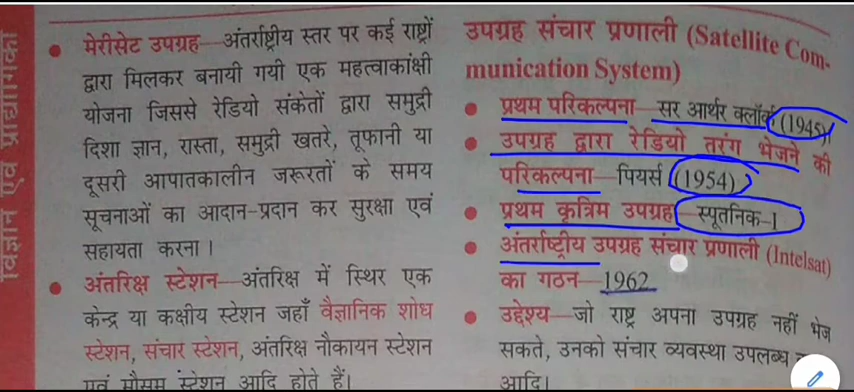 विज्ञान एवं प्रौद्योगिकी
मेरीसेट उपग्रह—अंतर्राष्ट्रीय स्तर पर कई राष्ट्रों
द्वारा मिलकर बनायी गयी एक महत्वाकांक्षी
योजना जिससे रेडियो संकेतों द्वारा समुद्री
दिशा ज्ञान, रास्ता, समुद्री खतरे, तूफानी या
दूसरी आपातकालीन जरूरतों के समय
सूचनाओं का आदान-प्रदान कर सुरक्षा एवं
सहायता करना।
अंतरिक्ष स्टेशन—अंतरिक्ष में स्थिर एक
केन्द्र या कक्षीय स्टेशन जहाँ वैज्ञानिक शोध
स्टेशन, संचार स्टेशन, अंतरिक्ष नौकायन स्टेशन
एवं मौसम स्टेशन आदि होते हैं।
उपग्रह संचार प्रणाली (Satellite Com-
munication System)
प्रथम परिकल्पना—सर आर्थर क्लॉर्क (1945)
उपग्रह द्वारा रेडियो तरंग भेजने की
परिकल्पना—पियर्स (1954)
प्रथम कृत्रिम उपग्रह—स्पूतनिक-I
अंतर्राष्ट्रीय उपग्रह संचार प्रणाली (Intelsat)
का गठन—1962
उद्देश्य—जो राष्ट्र अपना उपग्रह नहीं भेज
सकते, उनको संचार व्यवस्था उपलब्ध
आदि।